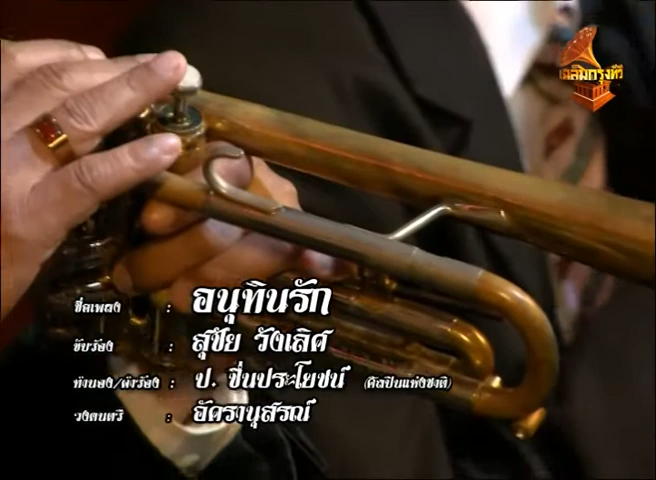 เฉลิมกรุงทีวี
ชื่อเพลง : อนุทินรัก
ขับร้อง : สุชัย รังเลิศ
ทำนอง/คำร้อง : ป. ชื่นประโยชน์ (ศิลปินแห่งชาติ)
วงดนตรี : อัครานุสรณ์